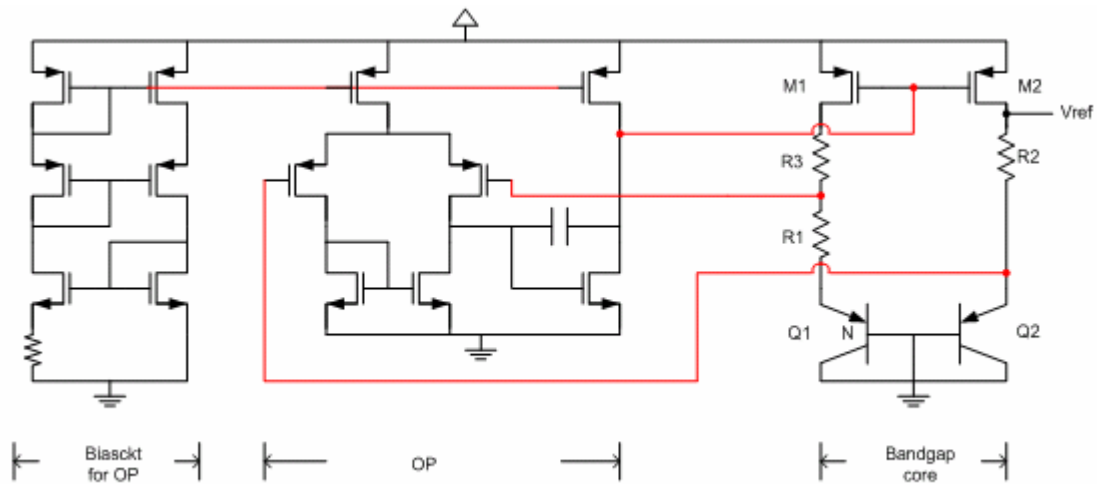 M1
M2
Vref
R3
R2
R1
Q1
N
Q2
Biasckt
for OP
OP
Bandgap
core